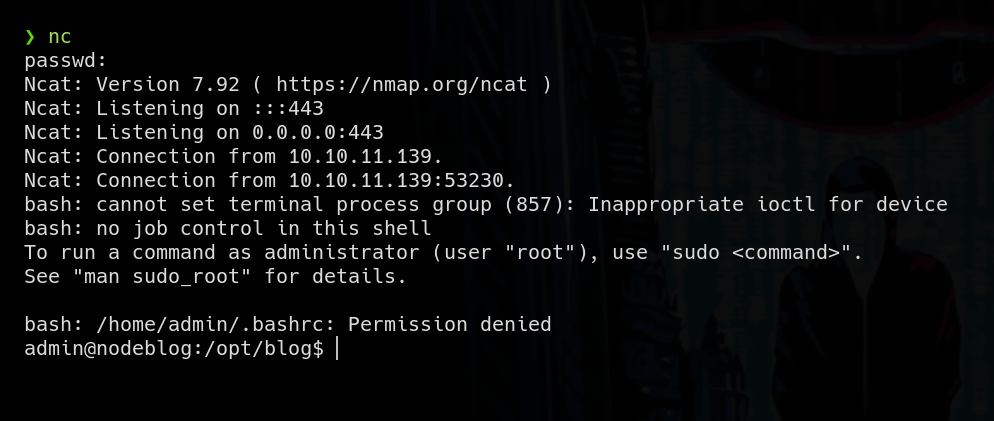 ❯ nc
passwd:
Ncat: Version 7.92 ( https://nmap.org/ncat )
Ncat: Listening on :::443
Ncat: Listening on 0.0.0.0:443
Ncat: Connection from 10.10.11.139.
Ncat: Connection from 10.10.11.139:53230.
bash: cannot set terminal process group (857): Inappropriate ioctl for device
bash: no job control in this shell
To run a command as administrator (user "root"), use "sudo <command>".
See "man sudo_root" for details.
bash: /home/admin/.bashrc: Permission denied
admin@nodeblog:/opt/blog$